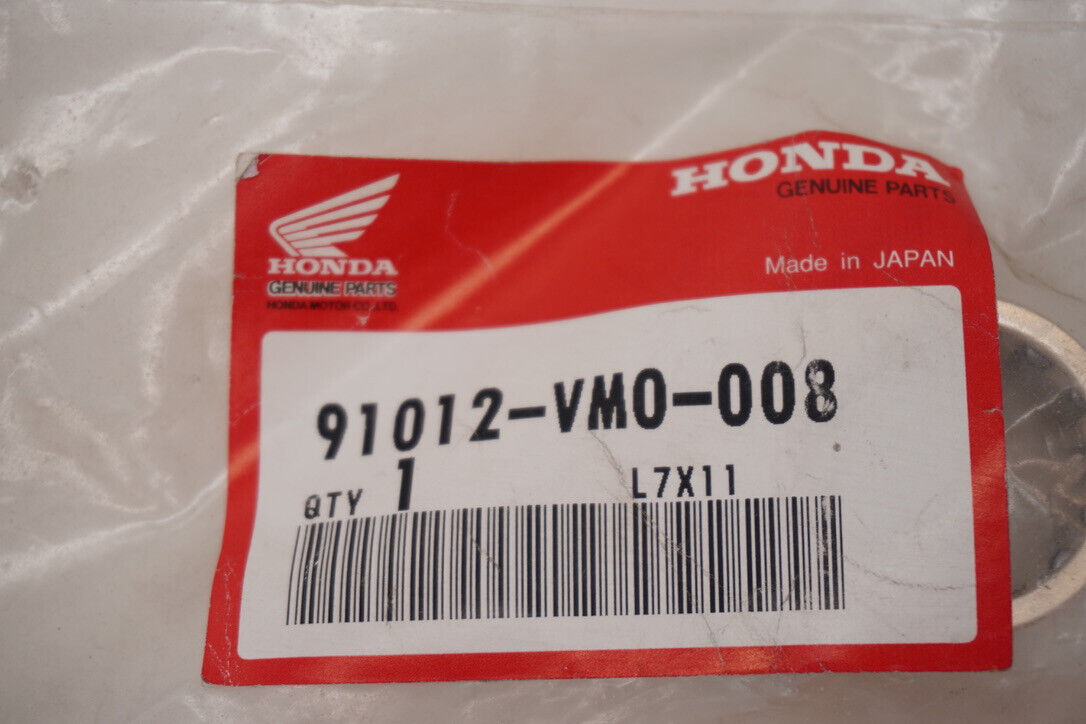 HONDA
GENUINE PARTS
Made in JAPAN
HONDA
GENUINE PARTS
HONDA MOTOR CO., LTD.
91012-VM0-008
QTY 1 L7X11